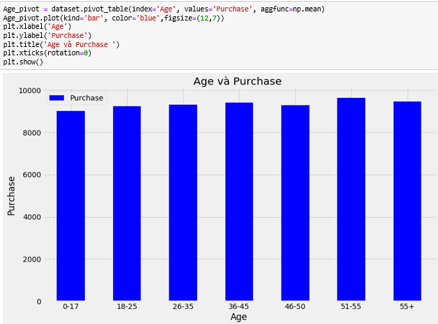 Age_pivot = dataset.pivot_table(index='Age', values='Purchase', aggfunc=np.mean)
Age_pivot.plot(kind='bar', color='blue',figsize=(12,7))
plt.xlabel('Age')
plt.ylabel('Purchase')
plt.title('Age và Purchase ')
plt.xticks(rotation=0)
plt.show()
Age và Purchase
Purchase
10000
8000
6000
4000
2000
0
Purchase
0-17 18-25 26-35 36-45 46-50 51-55 55+
Age